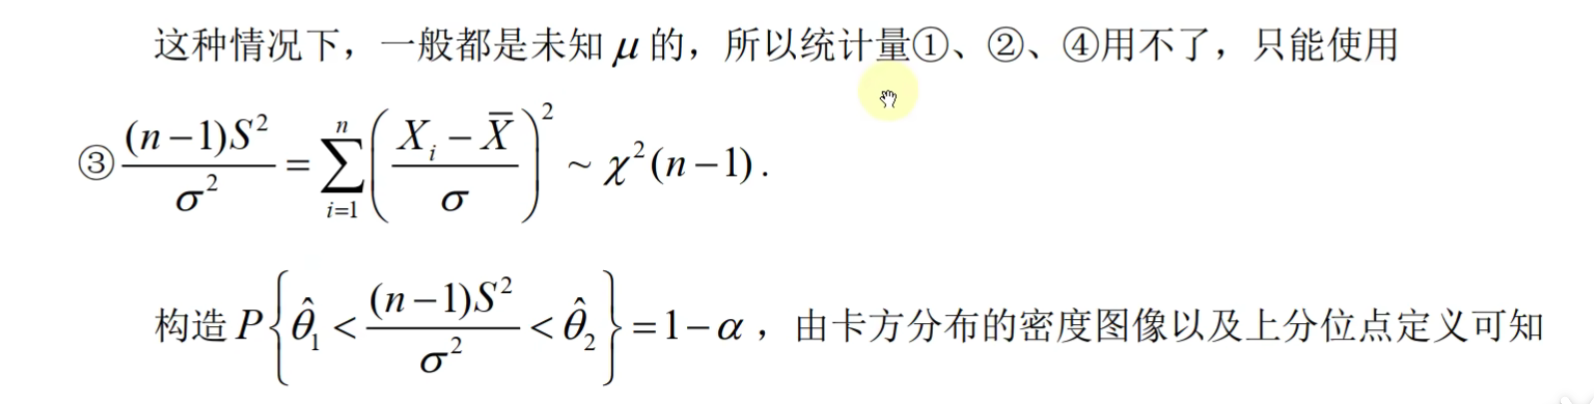 这种情况下，一般都是未知 μ 的，所以统计量①、②、④用不了，只能使用
③ \frac{(n-1)S^2}{\sigma^2} = \sum_{i=1}^{n} \left( \frac{X_i - \overline{X}}{\sigma} \right)^2 \sim \chi^2(n-1).
构造 P\left\{ \hat{\theta}_1 < \frac{(n-1)S^2}{\sigma^2} < \hat{\theta}_2 \right\} = 1-\alpha，由卡方分布的密度图像以及上分位点定义可知